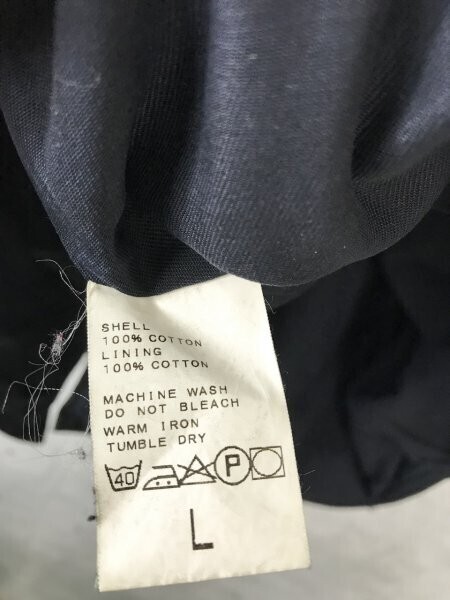 SHELL
100% COTTON
LINING
100% COTTON
MACHINE WASH
DO NOT BLEACH
WARM IRON
TUMBLE DRY
40 P
L